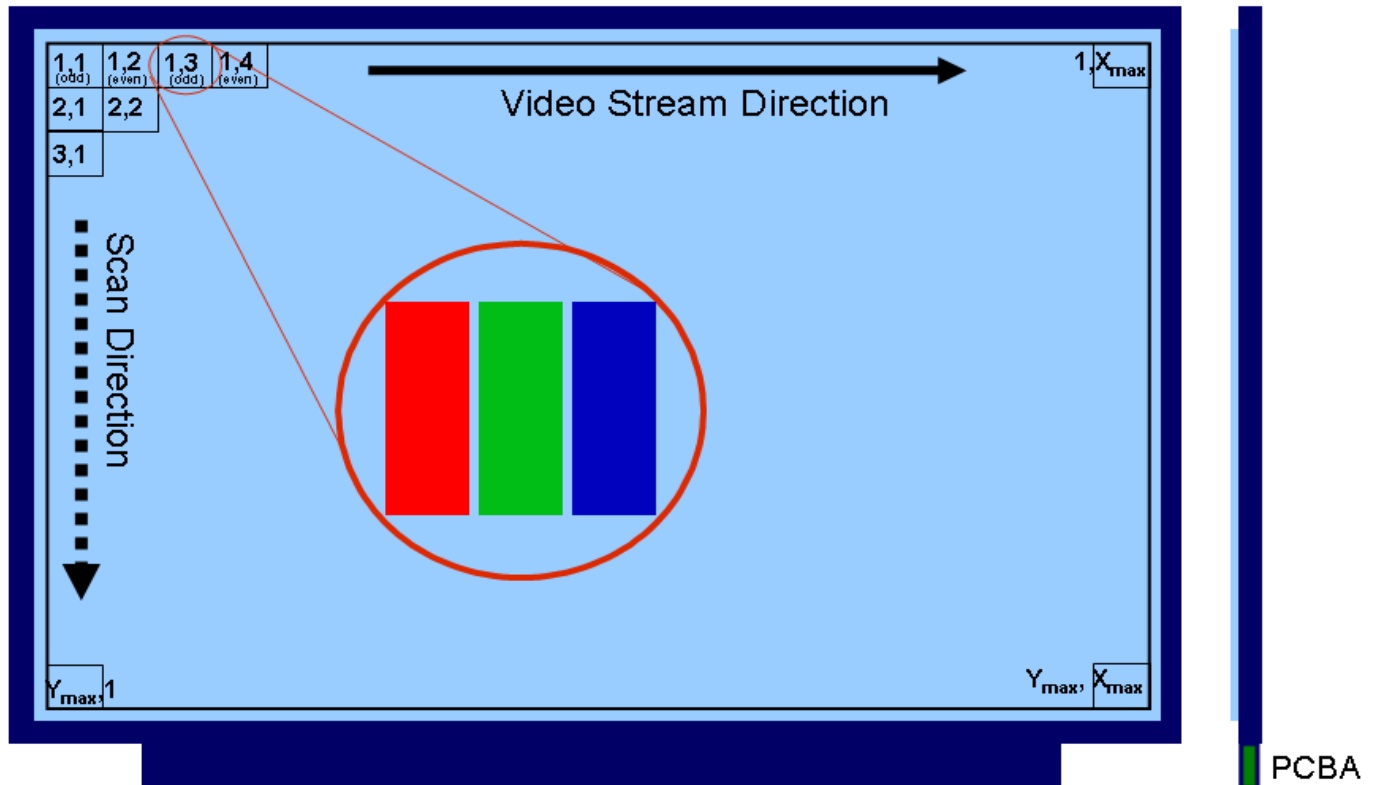 1,1 1,2 1,3 1,4 1,Xmax
(odd) (even) (odd) (even)
Video Stream Direction
2,1 2,2
3,1
Scan Direction
Ymax,1 Ymax, Xmax
PCBA